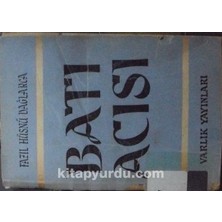 FAZIL HÜSNÜ DAĞLARCA
BATI
ACISI
VARLIK YAYINLARI
kitapyurdu.com